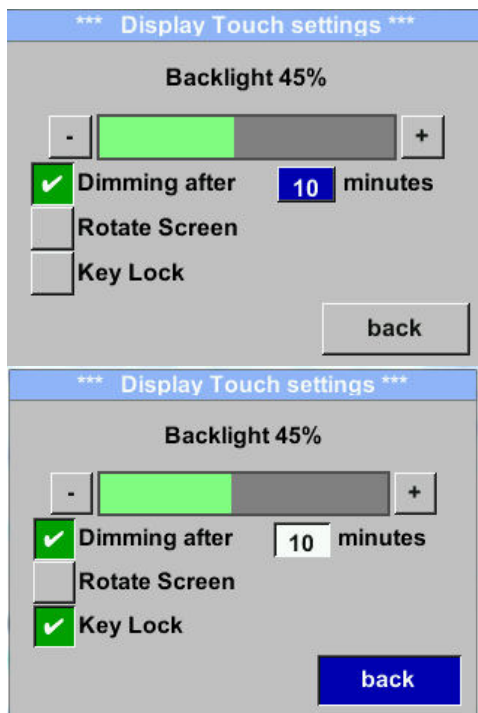 *** Display Touch settings ***
Backlight 45%
- +
Dimming after 10 minutes
Rotate Screen
Key Lock
back
*** Display Touch settings ***
Backlight 45%
- +
Dimming after 10 minutes
Rotate Screen
Key Lock
back